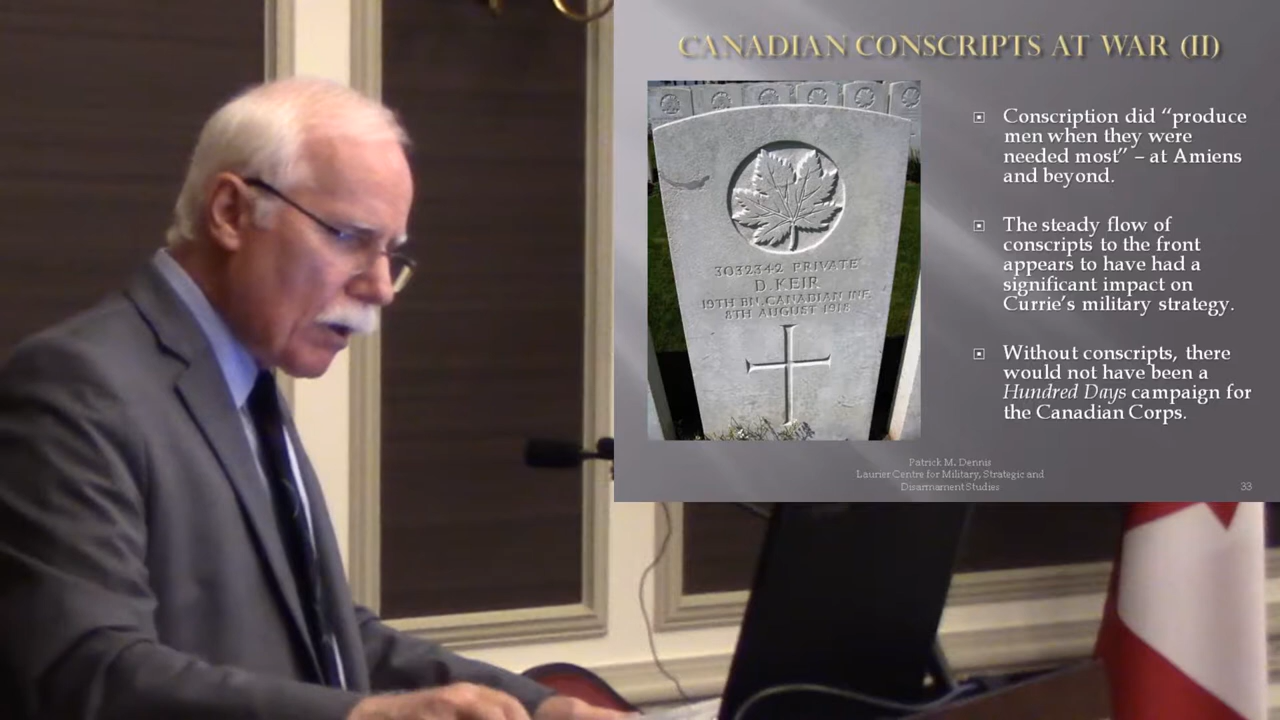 CANADIAN CONSCRIPTS AT WAR (II)
3032342 PRIVATE
D. KEIR
19TH BN. CANADIAN INF.
8TH AUGUST 1918
Conscription did “produce
men when they were
needed most” – at Amiens
and beyond.
The steady flow of
conscripts to the front
appears to have had a
significant impact on
Currie’s military strategy.
Without conscripts, there
would not have been a
Hundred Days campaign for
the Canadian Corps.
Patrick M. Dennis
Laurier Centre for Military, Strategic and
Disarmament Studies
33